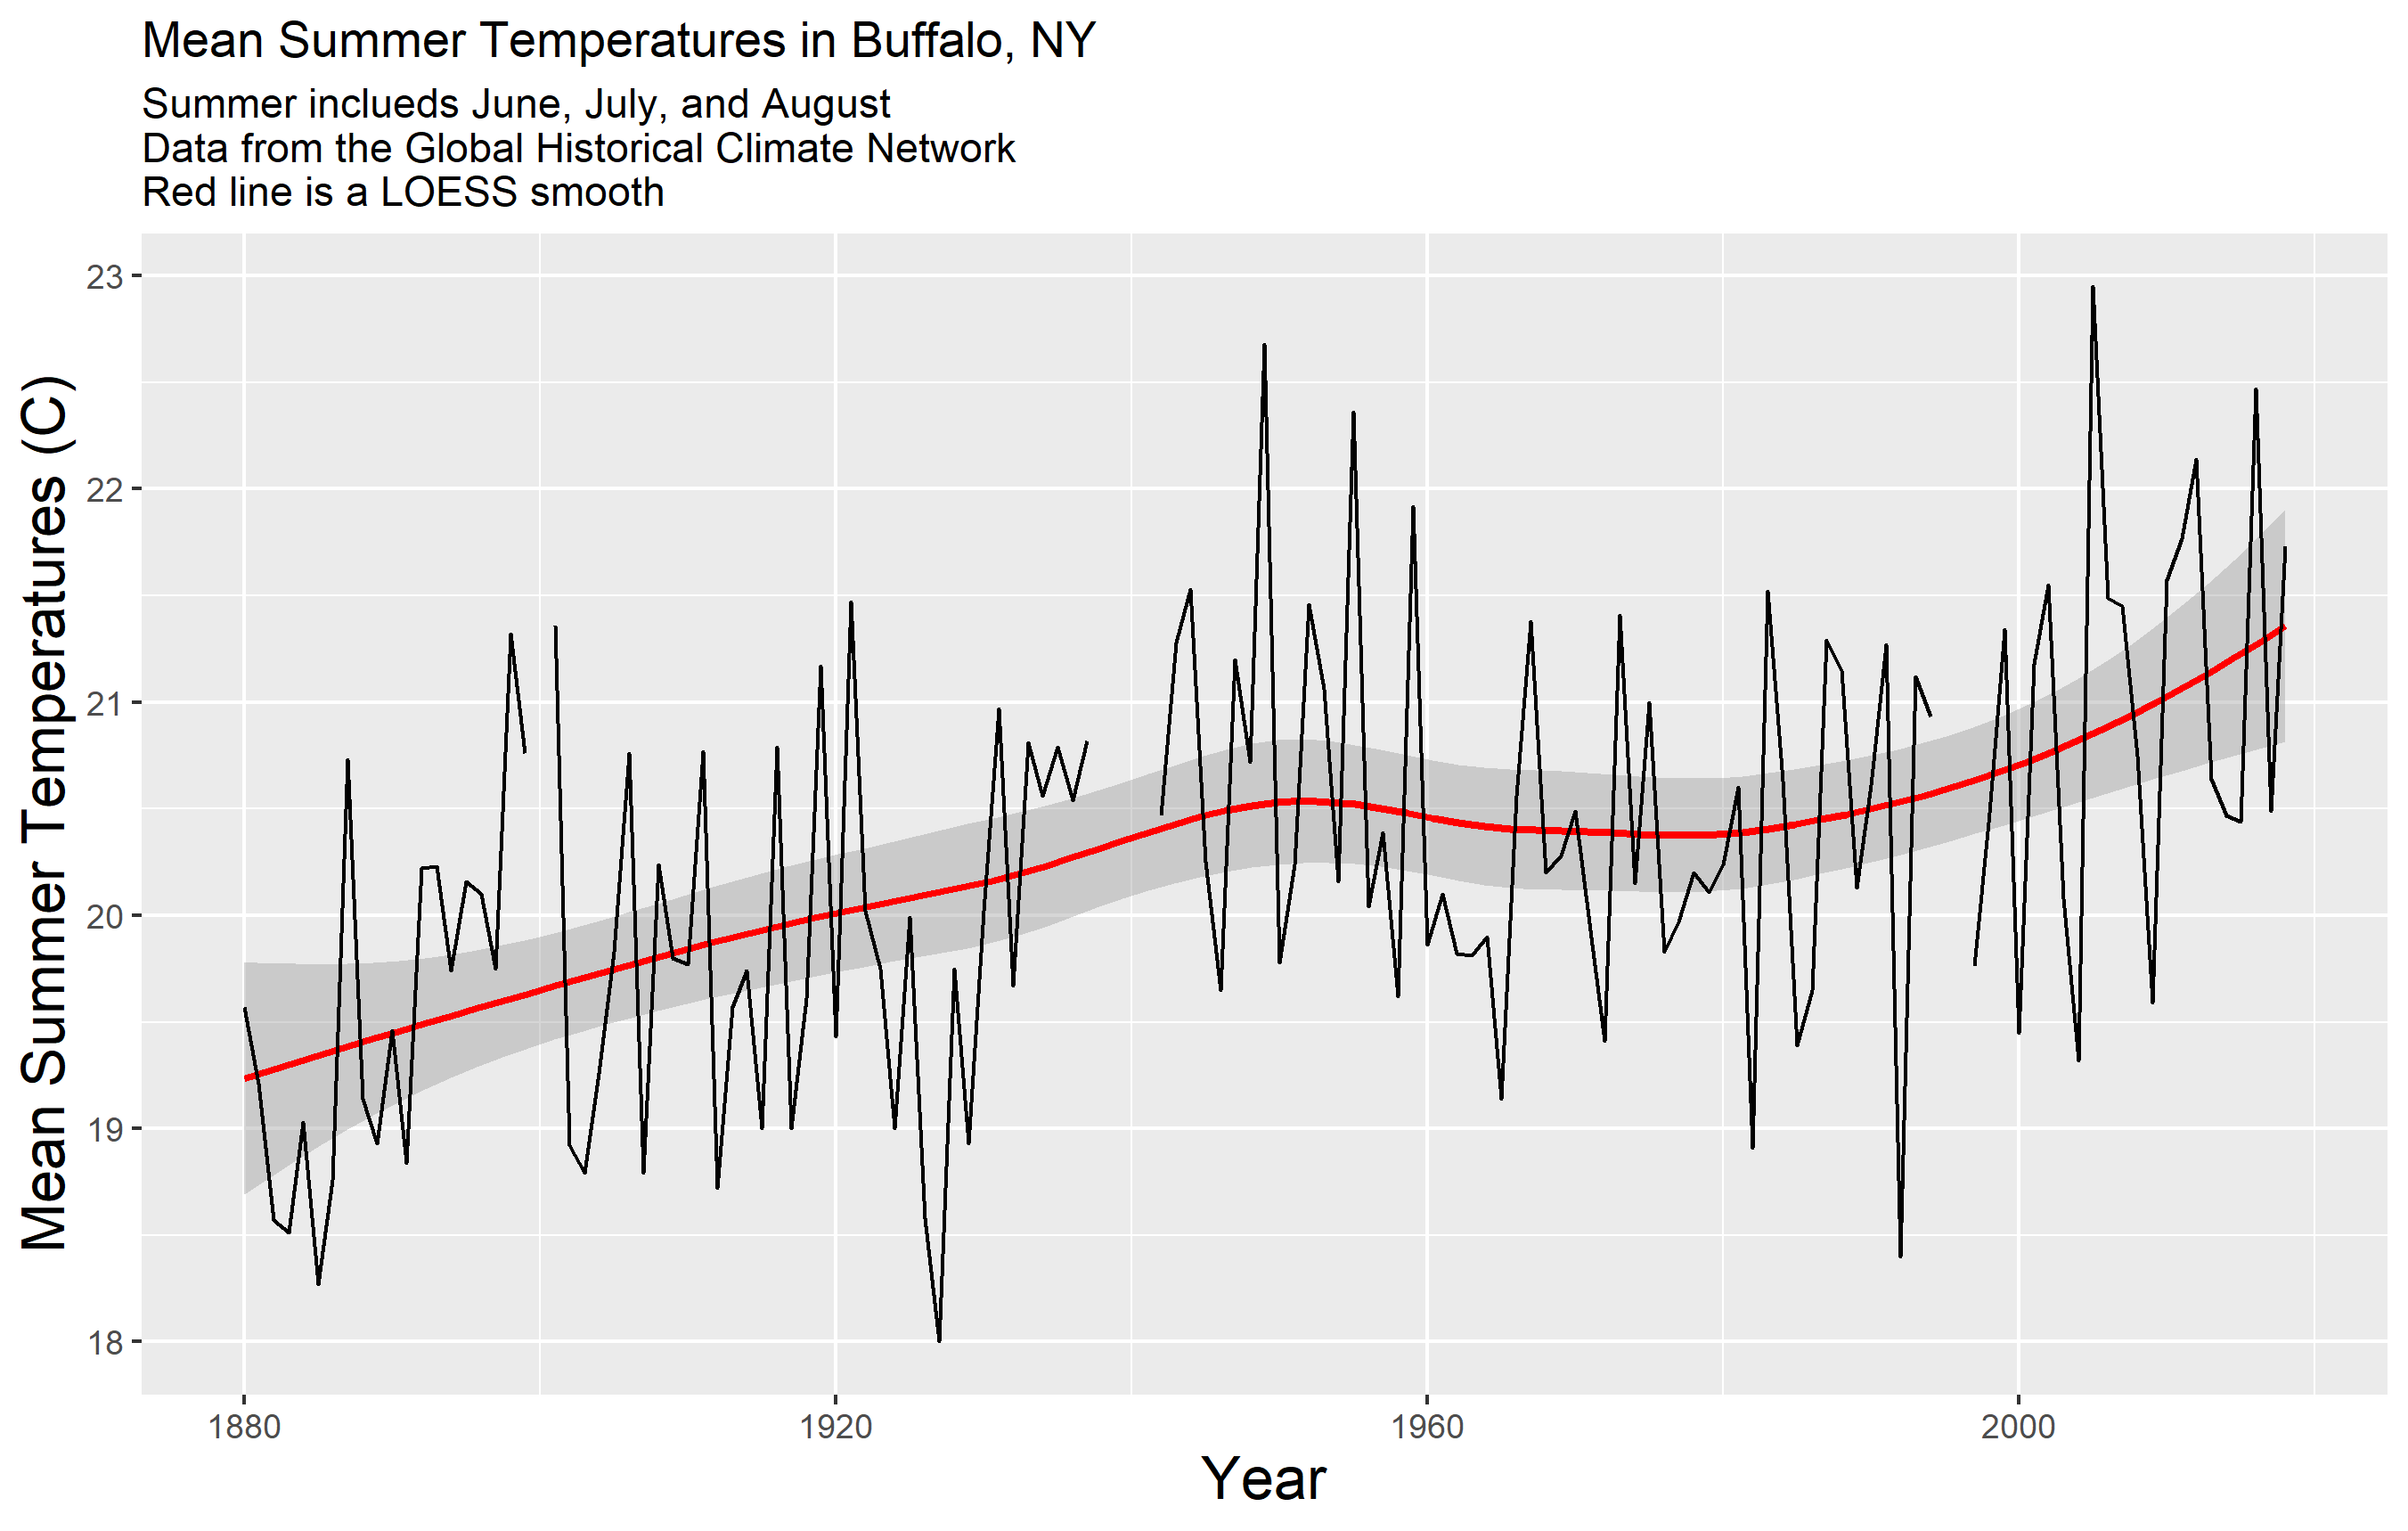 Mean Summer Temperatures in Buffalo, NY
Summer inclueds June, July, and August
Data from the Global Historical Climate Network
Red line is a LOESS smooth
Mean Summer Temperatures (C)
23
22
21
20
19
18
1880 1920 1960 2000
Year